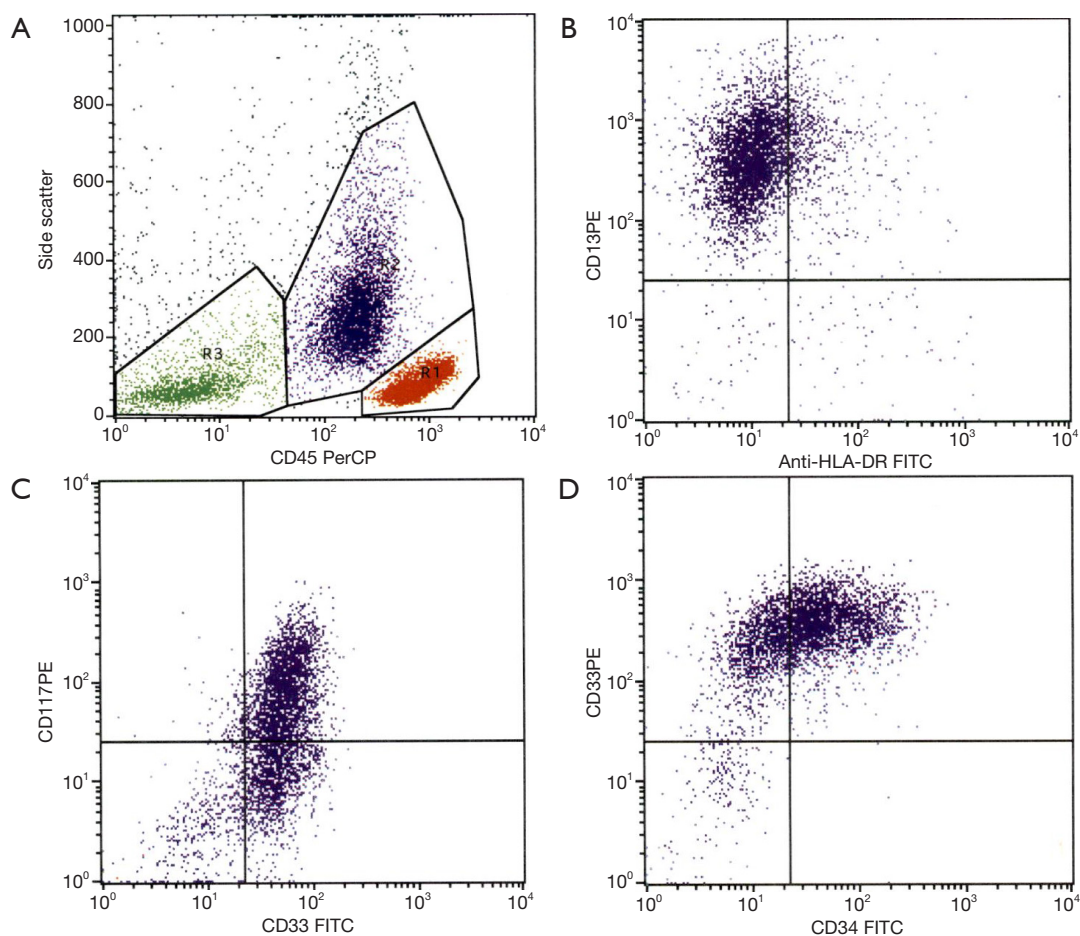 A
1000
800
600
400
200
0
Side scatter
R3
R2
R1
10⁰
10¹
10²
10³
10⁴
CD45 PerCP
B
10⁴
10³
10²
10¹
10⁰
CD13PE
10⁰
10¹
10²
10³
10⁴
Anti-HLA-DR FITC
C
10⁴
10³
10²
10¹
10⁰
CD117PE
10⁰
10¹
10²
10³
10⁴
CD33 FITC
D
10⁴
10³
10²
10¹
10⁰
CD33PE
10⁰
10¹
10²
10³
10⁴
CD34 FITC